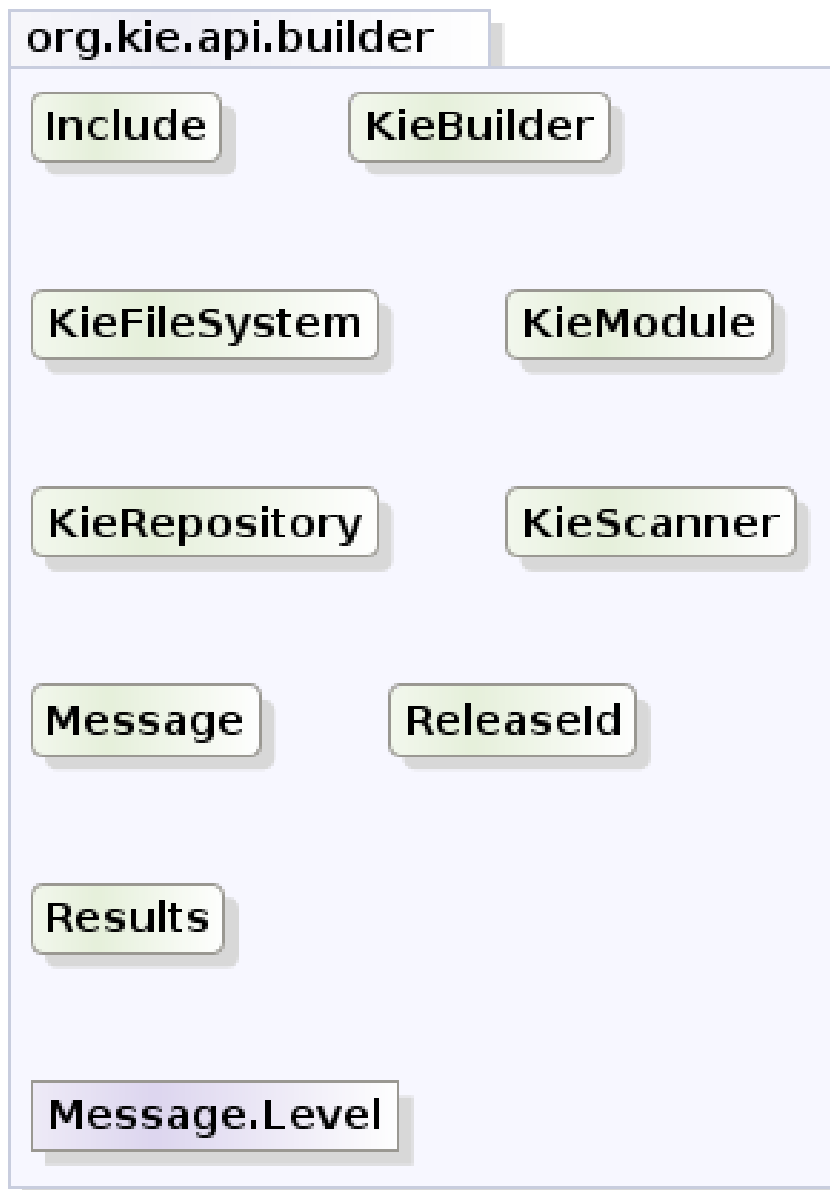 org.kie.api.builder
Include KieBuilder
KieFileSystem KieModule
KieRepository KieScanner
Message ReleaseId
Results
Message.Level